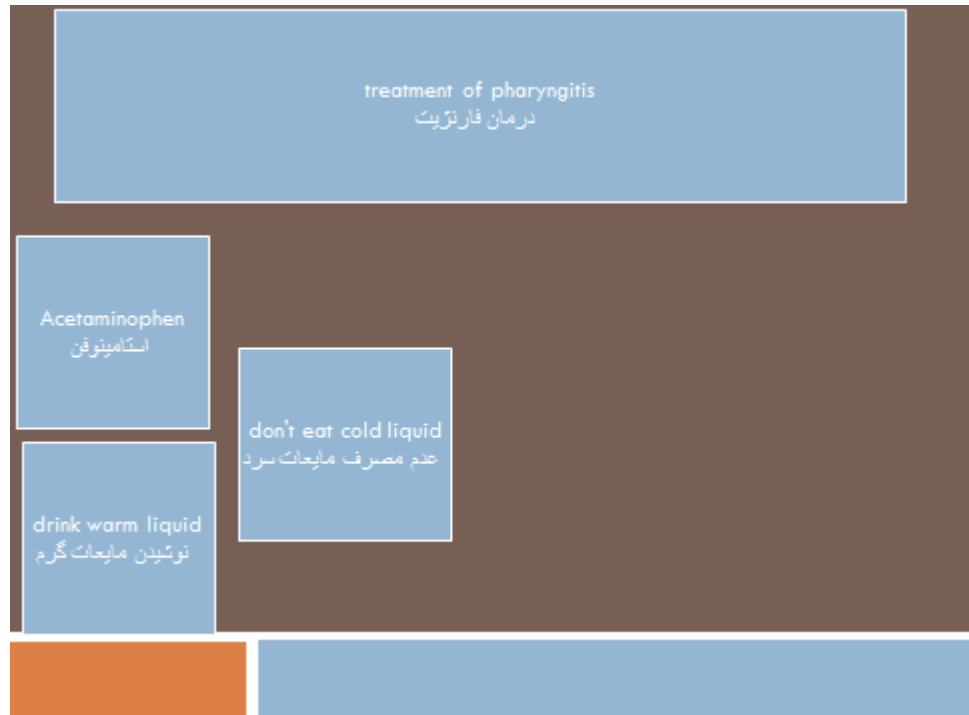 treatment of pharyngitis
درمان فارنژیت
Acetaminophen
استامینوفن
don't eat cold liquid
عدم مصرف مایعات سرد
drink warm liquid
نوشیدن مایعات گرم